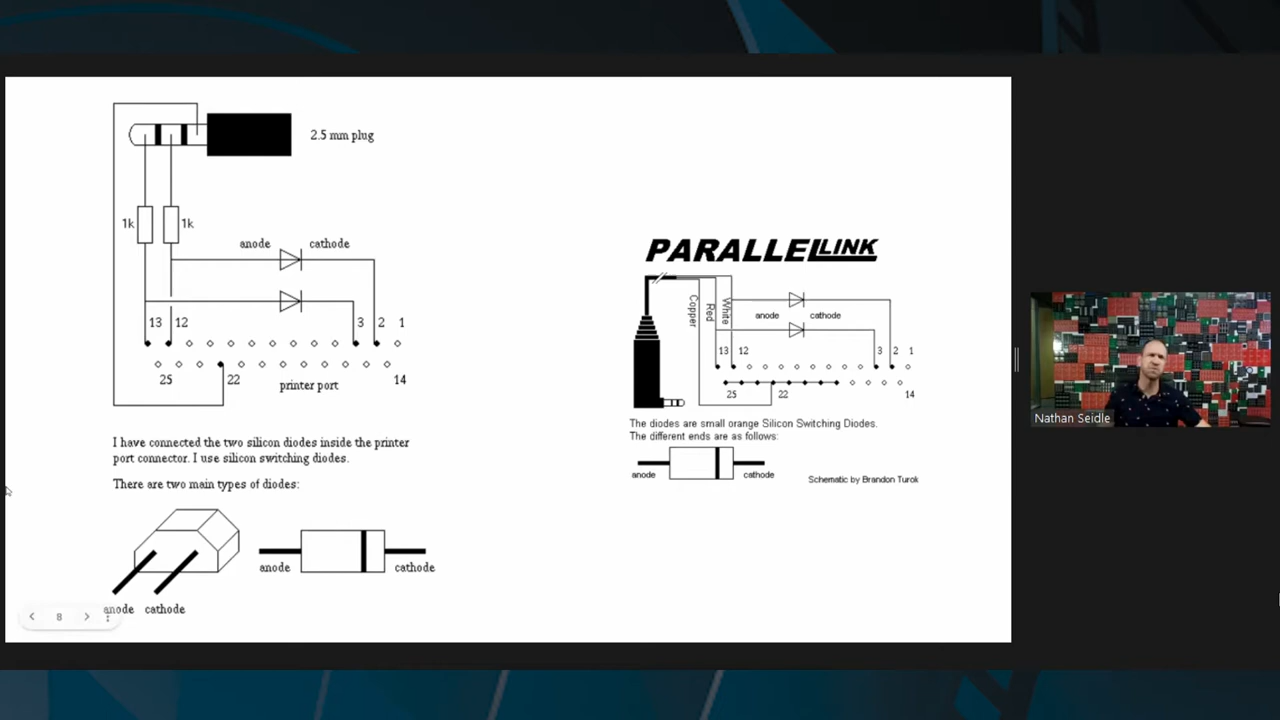 2.5 mm plug
1k
1k
anode
cathode
13
12
3
2
1
25
22
printer port
14
I have connected the two silicon diodes inside the printer
port connector. I use silicon switching diodes.
There are two main types of diodes:
anode
cathode
anode
cathode
8
PARALLELLINK
Copper
Red
White
anode
cathode
13
12
3
2
1
25
22
14
The diodes are small orange Silicon Switching Diodes.
The different ends are as follows:
anode
cathode
Schematic by Brandon Turok
Nathan Seidle